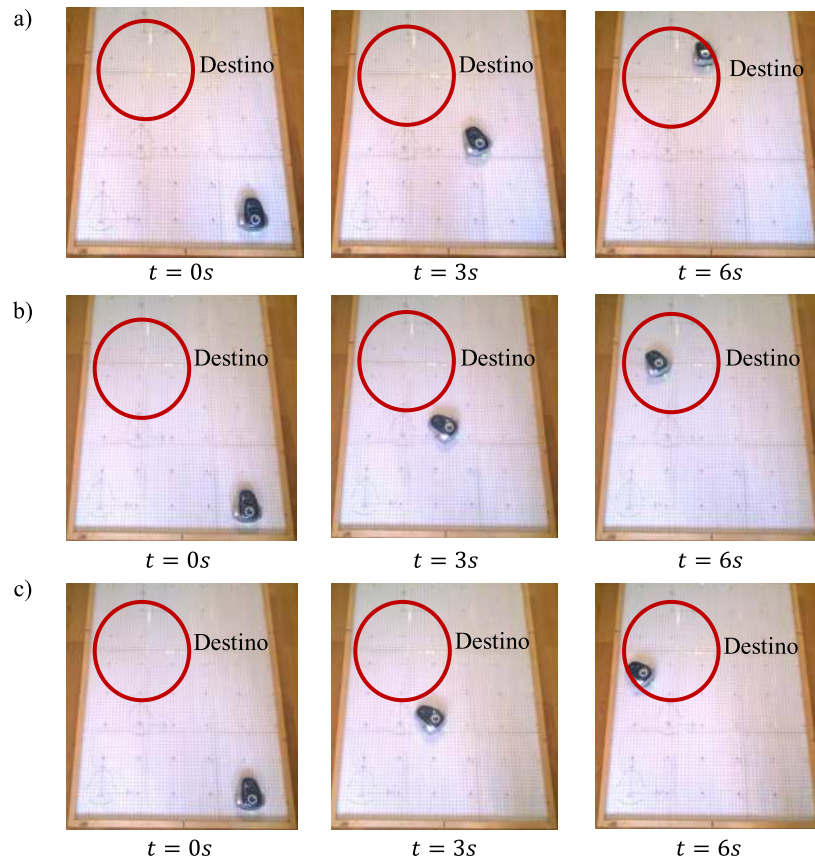 a)
Destino
Destino
Destino
t = 0s
t = 3s
t = 6s
b)
Destino
Destino
Destino
t = 0s
t = 3s
t = 6s
c)
Destino
Destino
Destino
t = 0s
t = 3s
t = 6s